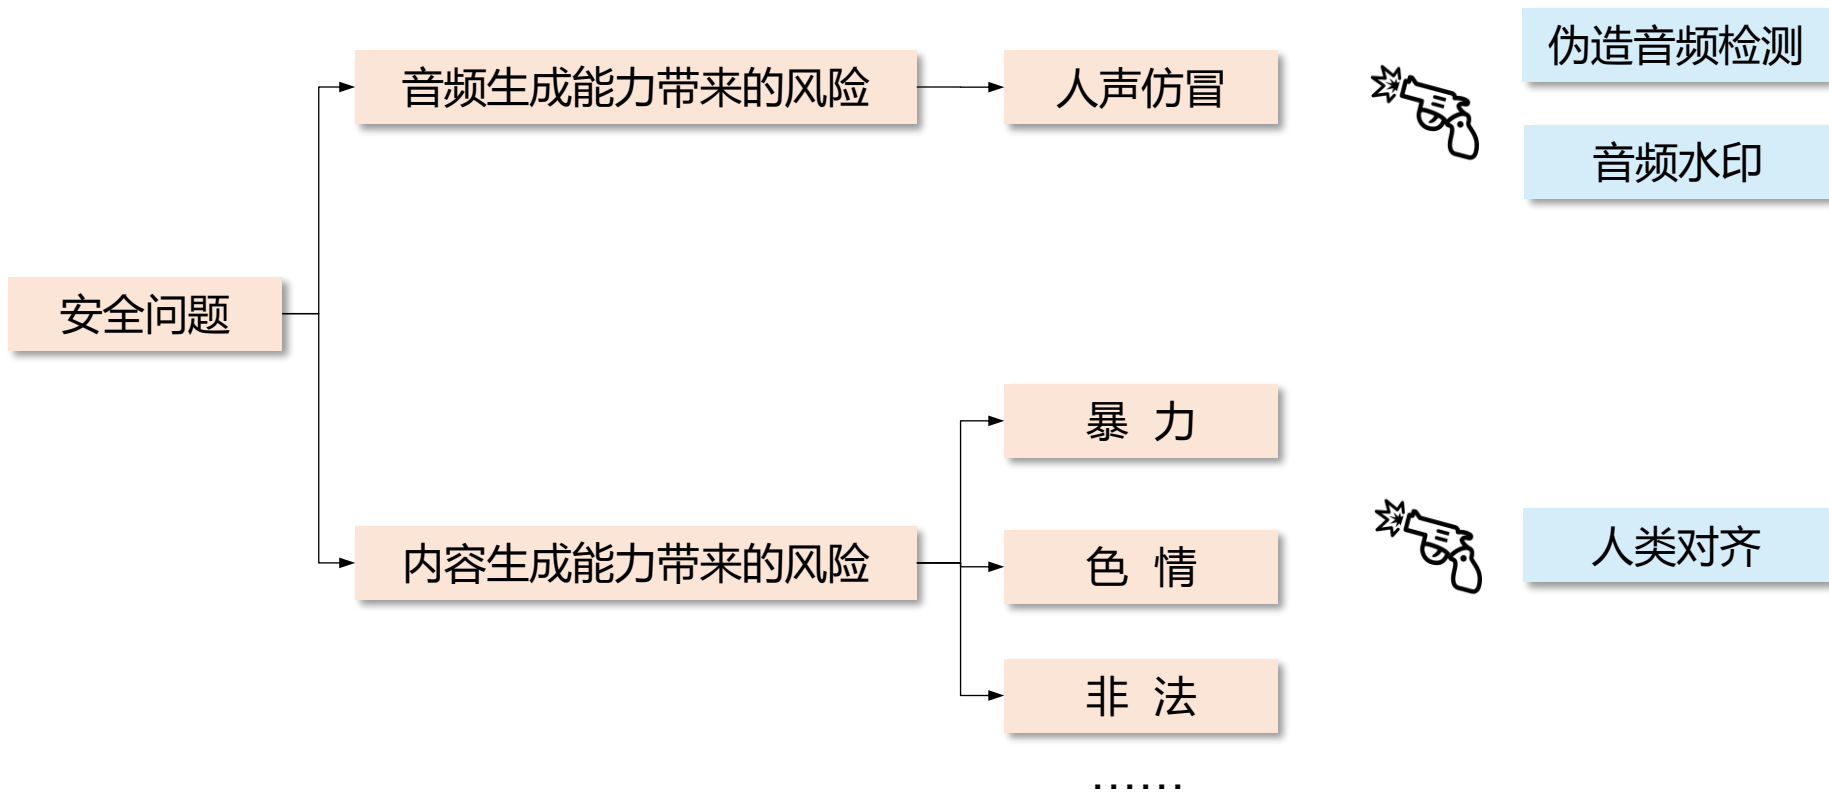 安全问题
音频生成能力带来的风险
人声仿冒
伪造音频检测
音频水印
内容生成能力带来的风险
暴 力
色 情
非 法
……
人类对齐